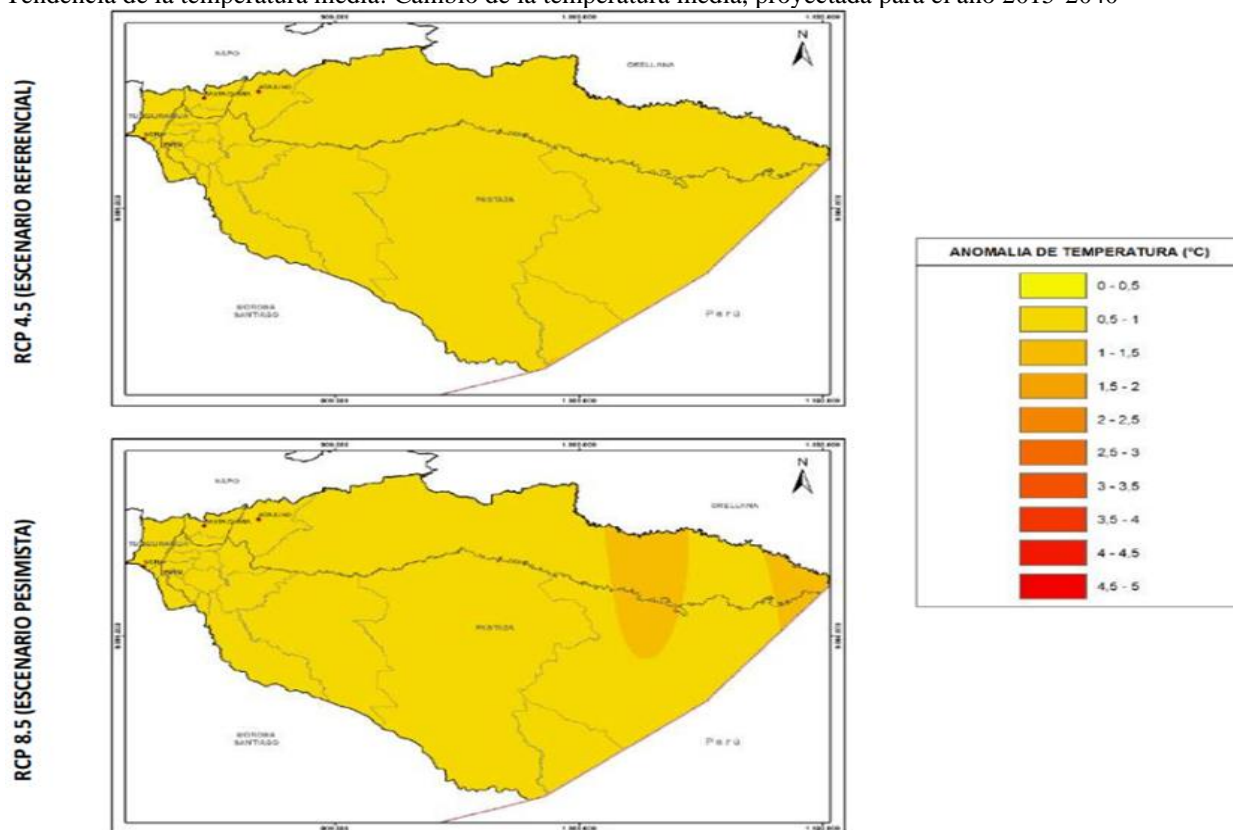 Tendencia de la temperatura media: Cambio de la temperatura media, proyectada para el año 2015-2040
RCP 4.5 (ESCENARIO REFERENCIAL)
N
NAPO
ORELLANA
TUNGURAHUA
PASTAZA
MORONA
SANTIAGO
Perú
RCP 8.5 (ESCENARIO PESIMISTA)
N
NAPO
ORELLANA
TUNGURAHUA
PASTAZA
MORONA
SANTIAGO
Perú
ANOMALIA DE TEMPERATURA (°C)
0 - 0,5
0,5 - 1
1 - 1,5
1,5 - 2
2 - 2,5
2,5 - 3
3 - 3,5
3,5 - 4
4 - 4,5
4,5 - 5